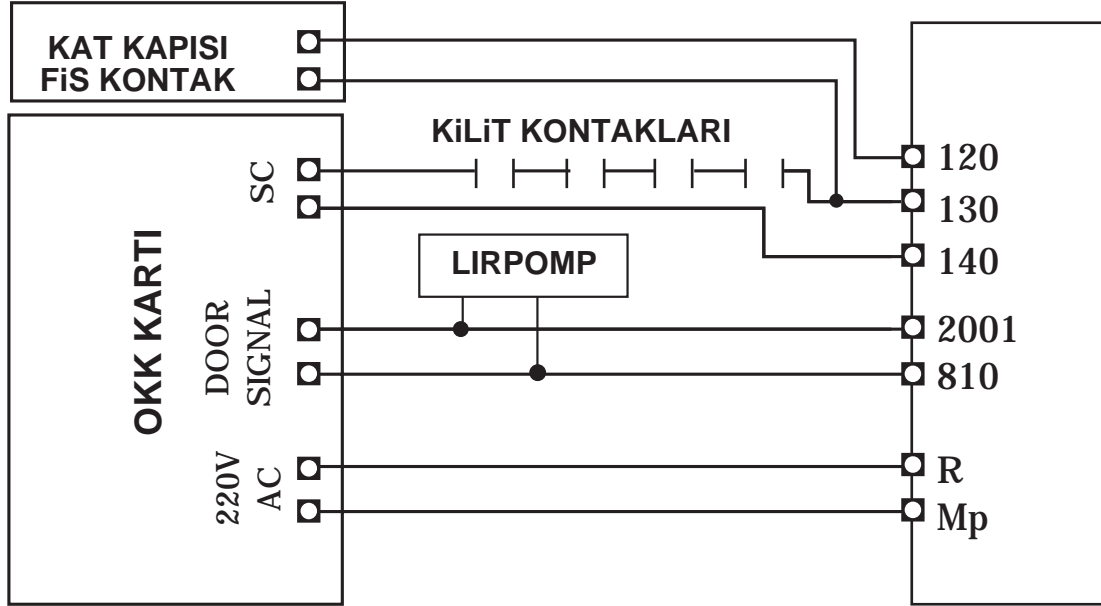 KAT KAPISI
FiS KONTAK
KiLiT KONTAKLARI
SC
OKK KARTI
LIRPOMP
DOOR
SIGNAL
220V
AC
120
130
140
2001
810
R
Mp